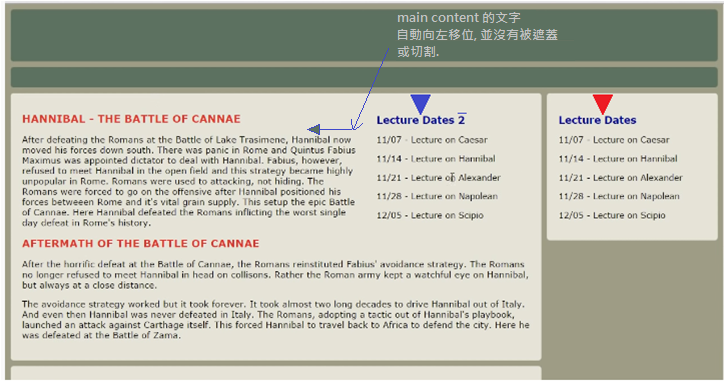 main content 的文字
自動向左移位, 並沒有被遮蓋
或切割.
HANNIBAL - THE BATTLE OF CANNAE
After defeating the Romans at the Battle of Lake Trasimene, Hannibal now
moved his forces down south. There was panic in Rome and Quintus Fabius
Maximus was appointed dictator to deal with Hannibal. Fabius, however,
refused to meet Hannibal in the open field and this strategy became highly
unpopular in Rome. Romans were used to attacking, not hiding. The
Romans were forced to go on the offensive after Hannibal positioned his
forces betweeen Rome and it's vital grain supply. This setup the epic Battle
of Cannae. Here Hannibal defeated the Romans inflicting the worst single
day defeat in Rome's history.
Lecture Dates 2
11/07 - Lecture on Caesar
11/14 - Lecture on Hannibal
11/21 - Lecture on Alexander
11/28 - Lecture on Napolean
12/05 - Lecture on Scipio
Lecture Dates
11/07 - Lecture on Caesar
11/14 - Lecture on Hannibal
11/21 - Lecture on Alexander
11/28 - Lecture on Napolean
12/05 - Lecture on Scipio
AFTERMATH OF THE BATTLE OF CANNAE
After the horrific defeat at the Battle of Cannae, the Romans reinstituted Fabius' avoidance strategy. The Romans
no longer refused to meet Hannibal in head on collisons. Rather the Roman army kept a watchful eye on Hannibal,
but always at a close distance.
The avoidance strategy worked but it took forever. It took almost two long decades to drive Hannibal out of Italy.
And even then Hannibal was never defeated in Italy. The Romans, adopting a tactic out of Hannibal's playbook,
launched an attack against Carthage itself. This forced Hannibal to travel back to Africa to defend the city. Here he
was defeated at the Battle of Zama.